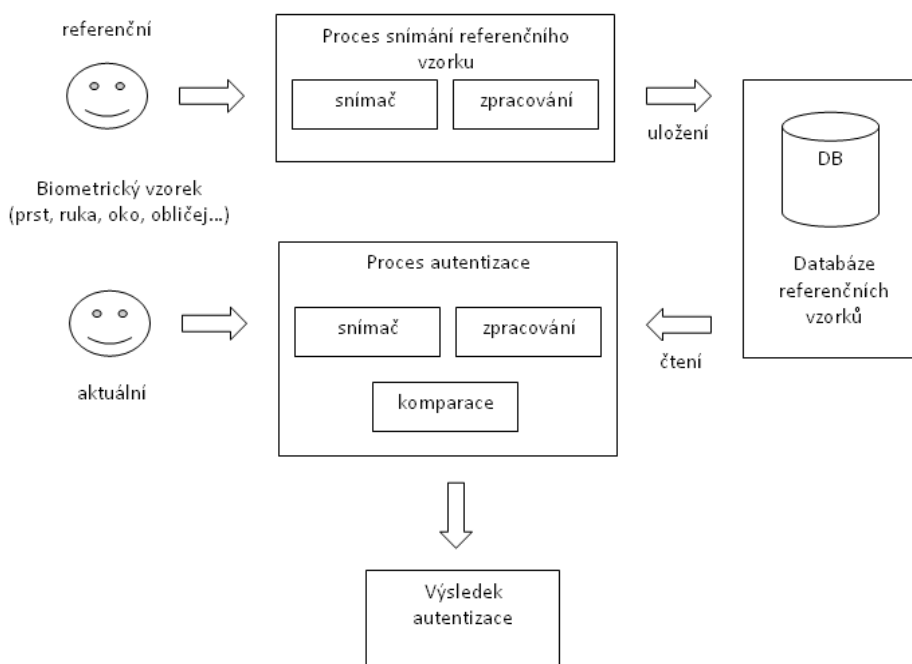 referenční
Proces snímání referenčního
vzorku
snímač
zpracování
uložení
DB
Databáze
referenčních
vzorků
Biometrický vzorek
(prst, ruka, oko, obličej...)
Proces autentizace
snímač
zpracování
komparace
čtení
aktuální
Výsledek
autentizace